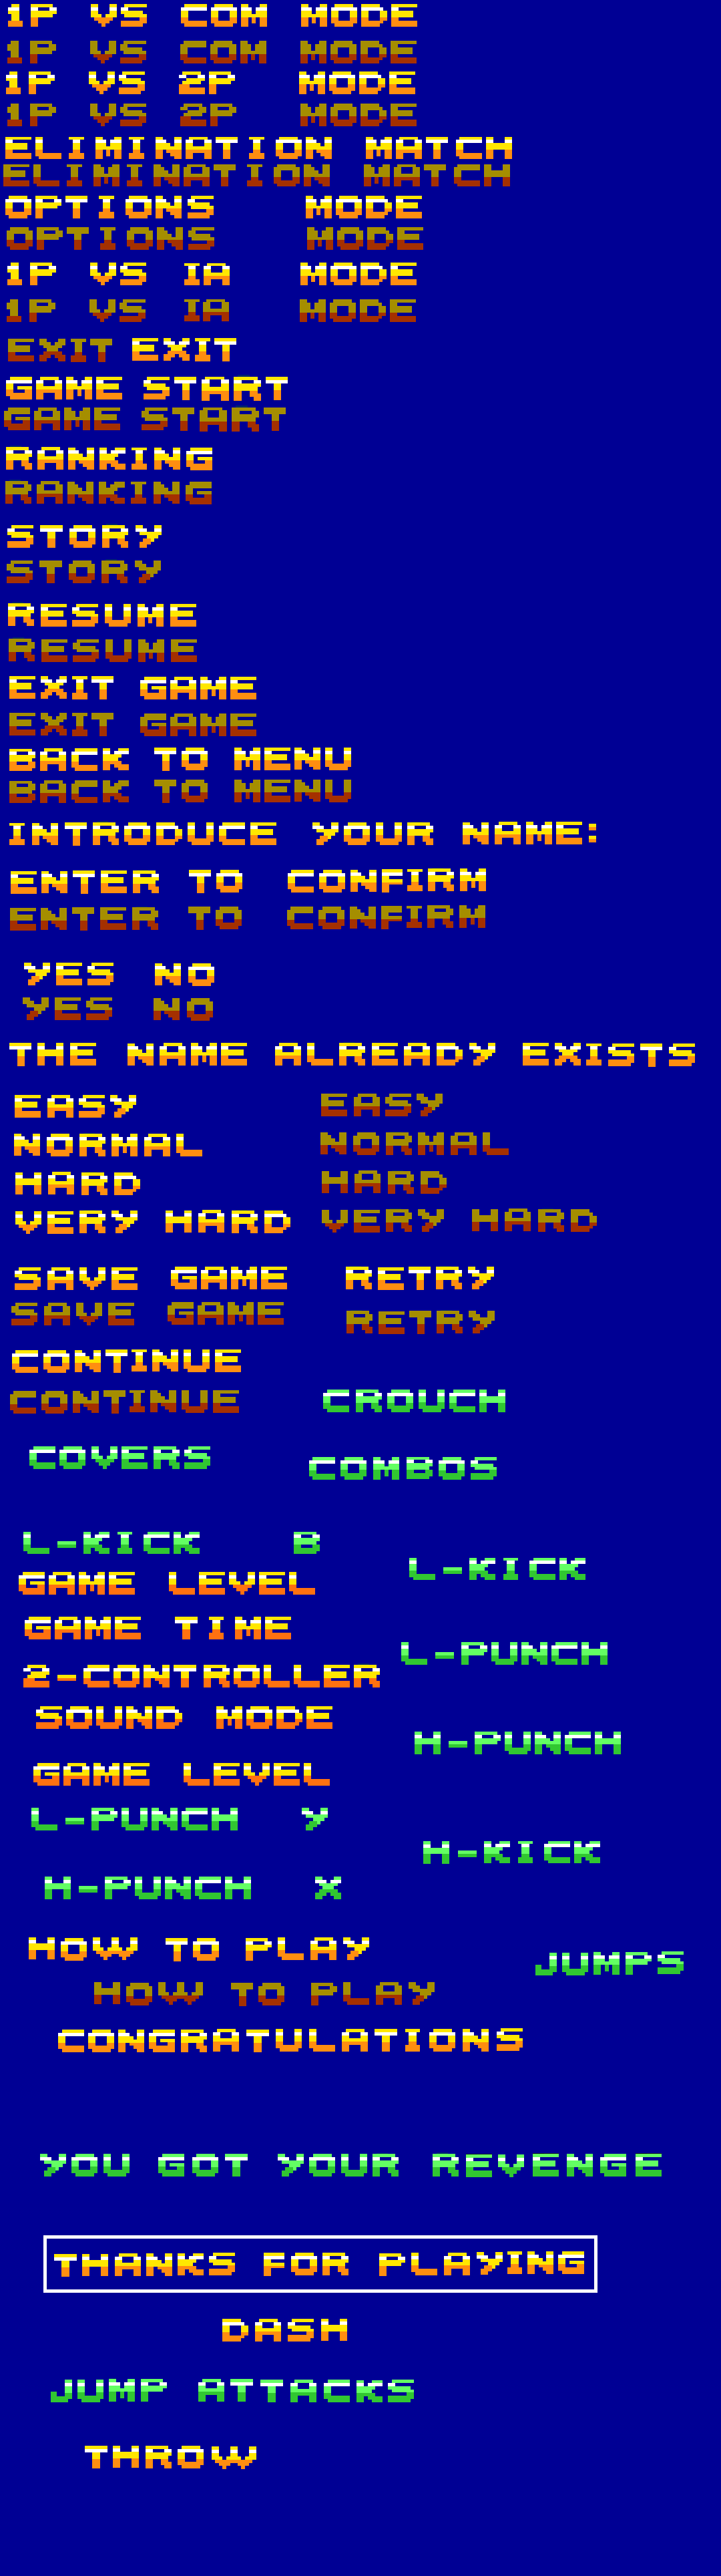 1P VS COM MODE
1P VS COM MODE
1P VS 2P MODE
1P VS 2P MODE
ELIMINATION MATCH
ELIMINATION MATCH
OPTIONS MODE
OPTIONS MODE
1P VS IA MODE
1P VS IA MODE
EXIT EXIT
GAME START
GAME START
RANKING
RANKING
STORY
STORY
RESUME
RESUME
EXIT GAME
EXIT GAME
BACK TO MENU
BACK TO MENU
INTRODUCE YOUR NAME:
ENTER TO CONFIRM
ENTER TO CONFIRM
YES NO
YES NO
THE NAME ALREADY EXISTS
EASY EASY
NORMAL NORMAL
HARD HARD
VERY HARD VERY HARD
SAVE GAME RETRY
SAVE GAME RETRY
CONTINUE
CONTINUE CROUCH
COVERS COMBOS
L-KICK B
L-KICK
GAME LEVEL
GAME TIME
L-PUNCH
2-CONTROLLER
SOUND MODE
H-PUNCH
GAME LEVEL
L-PUNCH Y
H-KICK
H-PUNCH X
HOW TO PLAY
JUMPS
HOW TO PLAY
CONGRATULATIONS
YOU GOT YOUR REVENGE
THANKS FOR PLAYING
DASH
JUMP ATTACKS
THROW